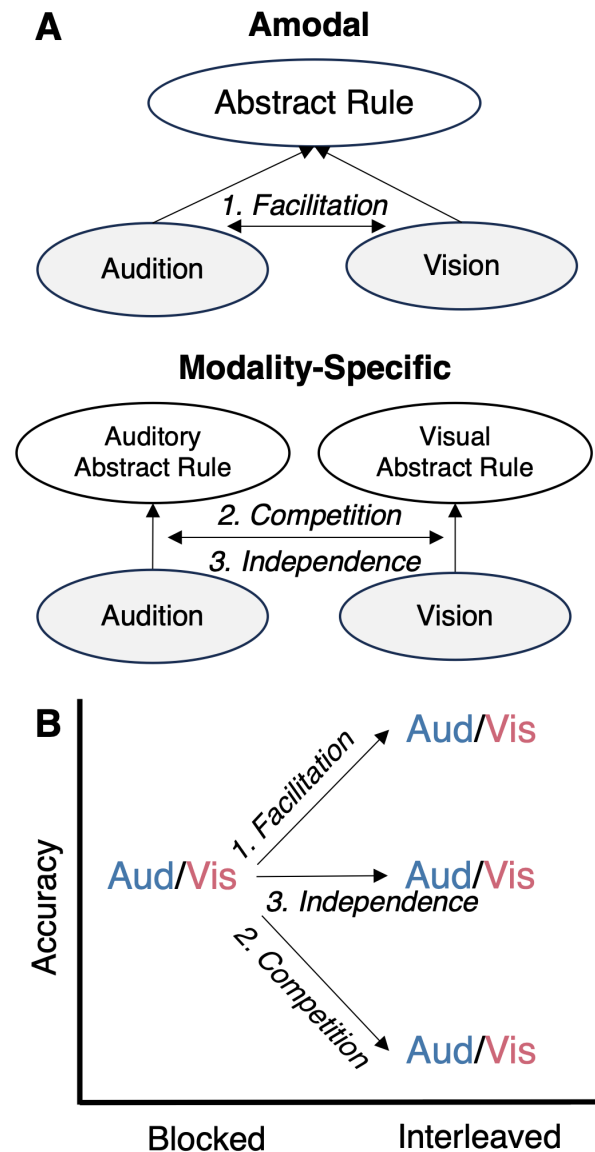 A
Amodal
Abstract Rule
1. Facilitation
Audition
Vision
Modality-Specific
Auditory
Abstract Rule
Visual
Abstract Rule
2. Competition
3. Independence
Audition
Vision
B
Accuracy
Aud/Vis
1. Facilitation
Aud/Vis
3. Independence
Aud/Vis
2. Competition
Aud/Vis
Blocked
Interleaved